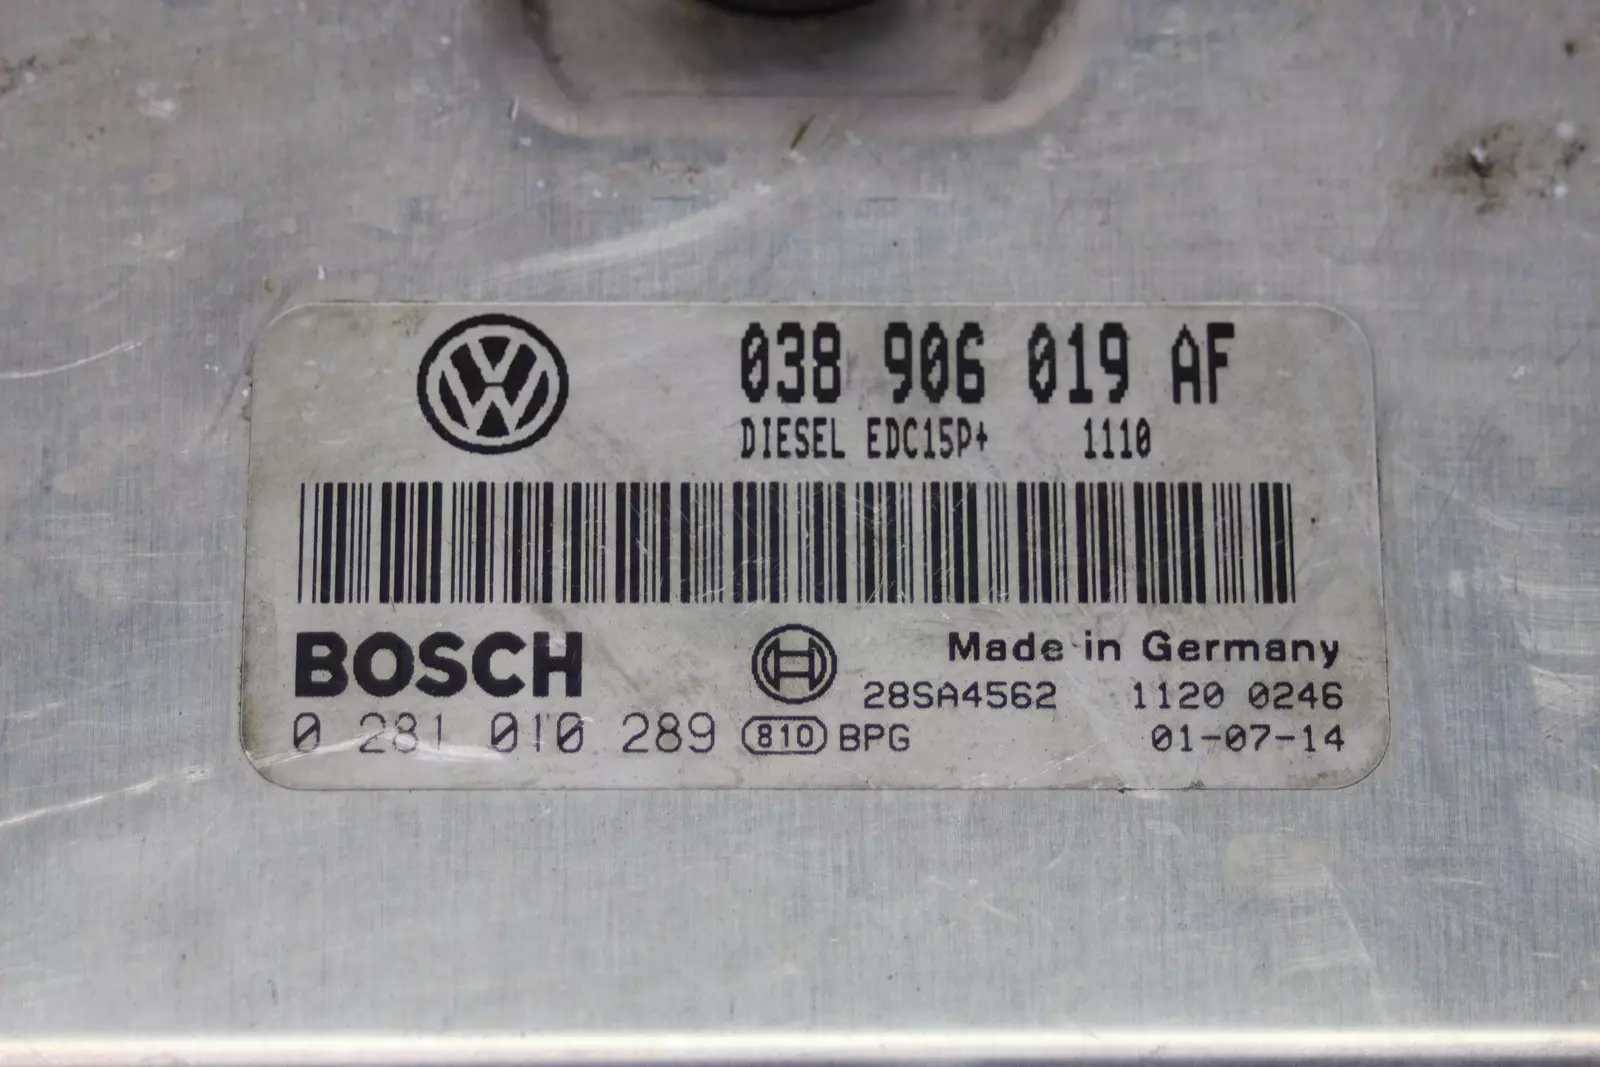 038 906 019 AF
DIESEL EDC15P+ 1110
BOSCH
Made in Germany
28SA4562 1120 0246
0 281 010 289 810 BPG 01-07-14